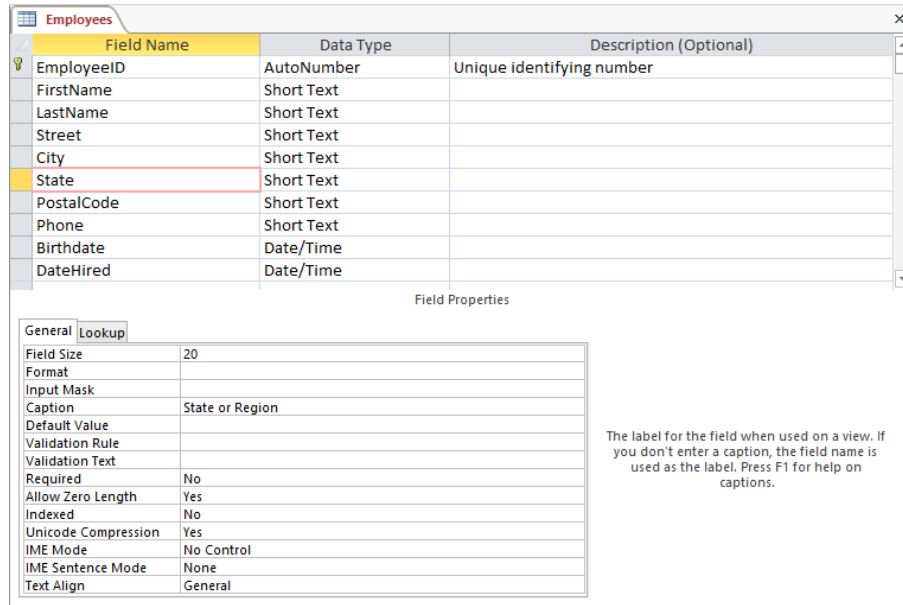 Employees
Field Name Data Type Description (Optional)
EmployeeID AutoNumber Unique identifying number
FirstName Short Text
LastName Short Text
Street Short Text
City Short Text
State Short Text
PostalCode Short Text
Phone Short Text
Birthdate Date/Time
DateHired Date/Time
Field Properties
General Lookup
Field Size 20
Format
Input Mask
Caption State or Region
Default Value
Validation Rule
Validation Text
Required No
Allow Zero Length Yes
Indexed No
Unicode Compression Yes
IME Mode No Control
IME Sentence Mode None
Text Align General
The label for the field when used on a view. If
you don't enter a caption, the field name is
used as the label. Press F1 for help on
captions.